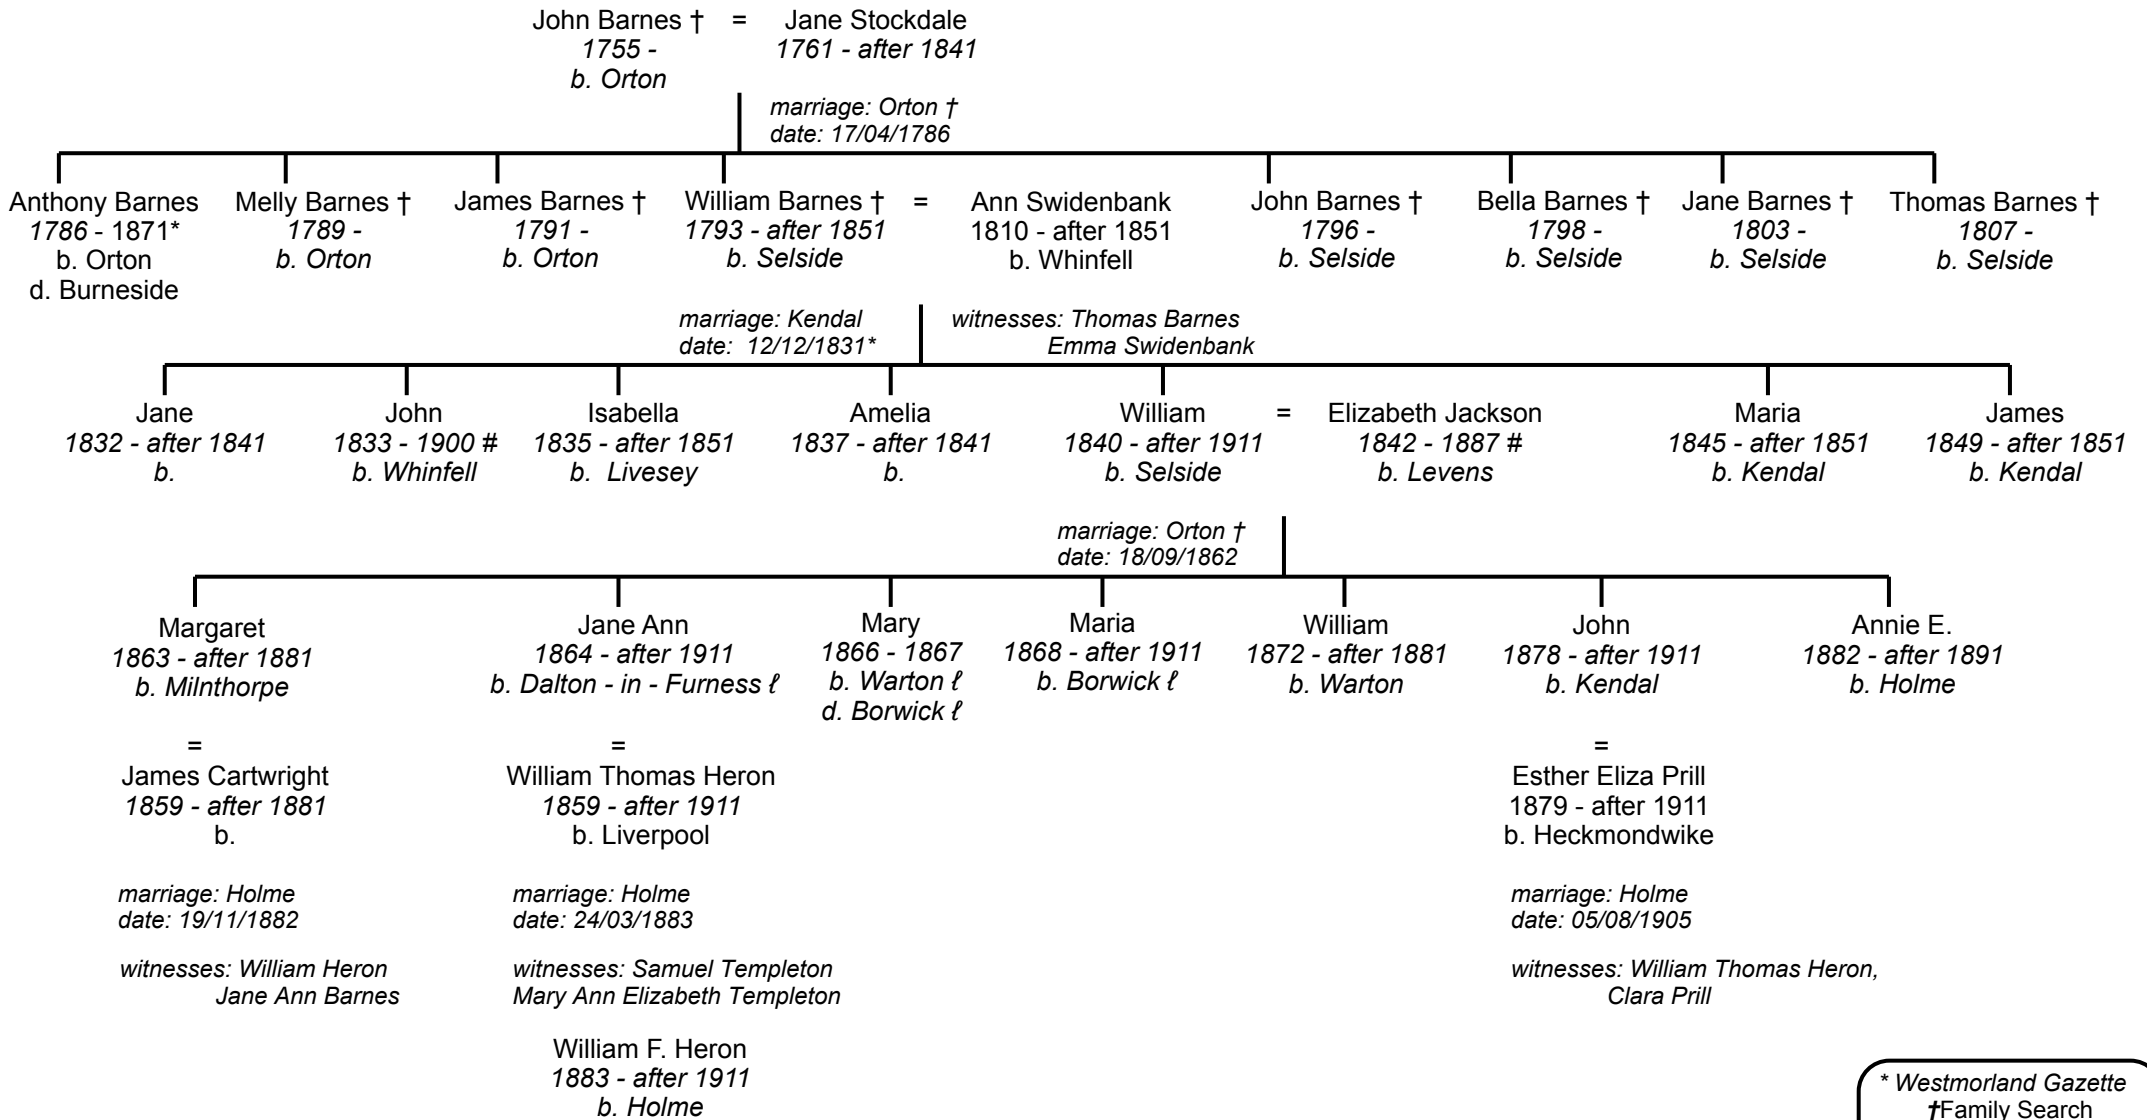 John Barnes † = Jane Stockdale
1755 -
b. Orton
1761 - after 1841
marriage: Orton †
date: 17/04/1786
Anthony Barnes
1786 - 1871*
b. Orton
d. Burneside
Melly Barnes †
1789 -
b. Orton
James Barnes †
1791 -
b. Orton
William Barnes †
1793 - after 1851
b. Selside
=
Ann Swidenbank
1810 - after 1851
b. Whinfell
John Barnes †
1796 -
b. Selside
Bella Barnes †
1798 -
b. Selside
Jane Barnes †
1803 -
b. Selside
Thomas Barnes †
1807 -
b. Selside
marriage: Kendal
date: 12/12/1831*
witnesses: Thomas Barnes
Emma Swidenbank
Jane
1832 - after 1841
b.
John
1833 - 1900 #
b. Whinfell
Isabella
1835 - after 1851
b. Livesey
Amelia
1837 - after 1841
b.
William
1840 - after 1911
b. Selside
=
Elizabeth Jackson
1842 - 1887 #
b. Levens
Maria
1845 - after 1851
b. Kendal
James
1849 - after 1851
b. Kendal
marriage: Orton †
date: 18/09/1862
Margaret
1863 - after 1881
b. Milnthorpe
Jane Ann
1864 - after 1911
b. Dalton - in - Furness ℓ
Mary
1866 - 1867
b. Warton ℓ
d. Borwick ℓ
Maria
1868 - after 1911
b. Borwick ℓ
William
1872 - after 1881
b. Warton
John
1878 - after 1911
b. Kendal
Annie E.
1882 - after 1891
b. Holme
=
James Cartwright
1859 - after 1881
b.
marriage: Holme
date: 19/11/1882
witnesses: William Heron
Jane Ann Barnes
=
William Thomas Heron
1859 - after 1911
b. Liverpool
marriage: Holme
date: 24/03/1883
witnesses: Samuel Templeton
Mary Ann Elizabeth Templeton
William F. Heron
1883 - after 1911
b. Holme
=
Esther Eliza Prill
1879 - after 1911
b. Heckmondwike
marriage: Holme
date: 05/08/1905
witnesses: William Thomas Heron,
Clara Prill
* Westmorland Gazette
†Family Search